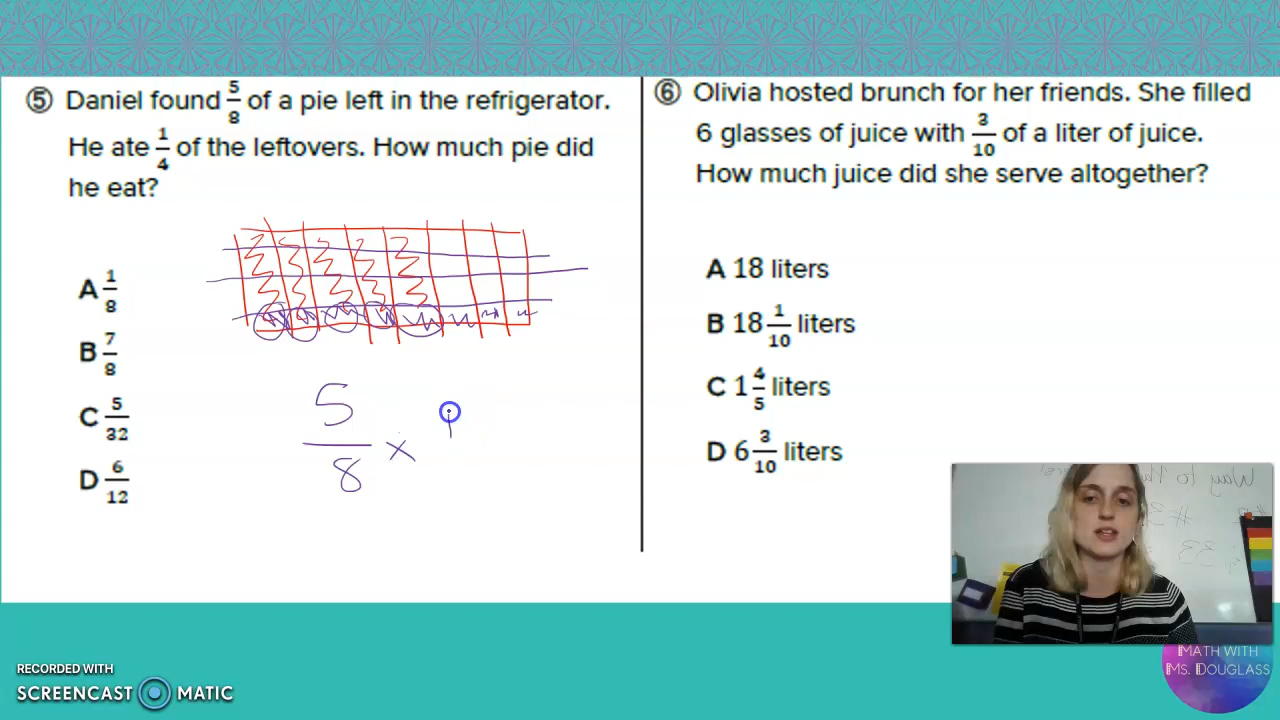 ⑤ Daniel found 5/8 of a pie left in the refrigerator.
He ate 1/4 of the leftovers. How much pie did
he eat?
A 1/8
B 7/8
C 5/32
D 6/12
5/8 ×
⑥ Olivia hosted brunch for her friends. She filled
6 glasses of juice with 3/10 of a liter of juice.
How much juice did she serve altogether?
A 18 liters
B 18 1/10 liters
C 1 4/5 liters
D 6 3/10 liters
Way to
33
RECORDED WITH
SCREENCAST MATIC
MATH WITH
MS. DOUGLASS